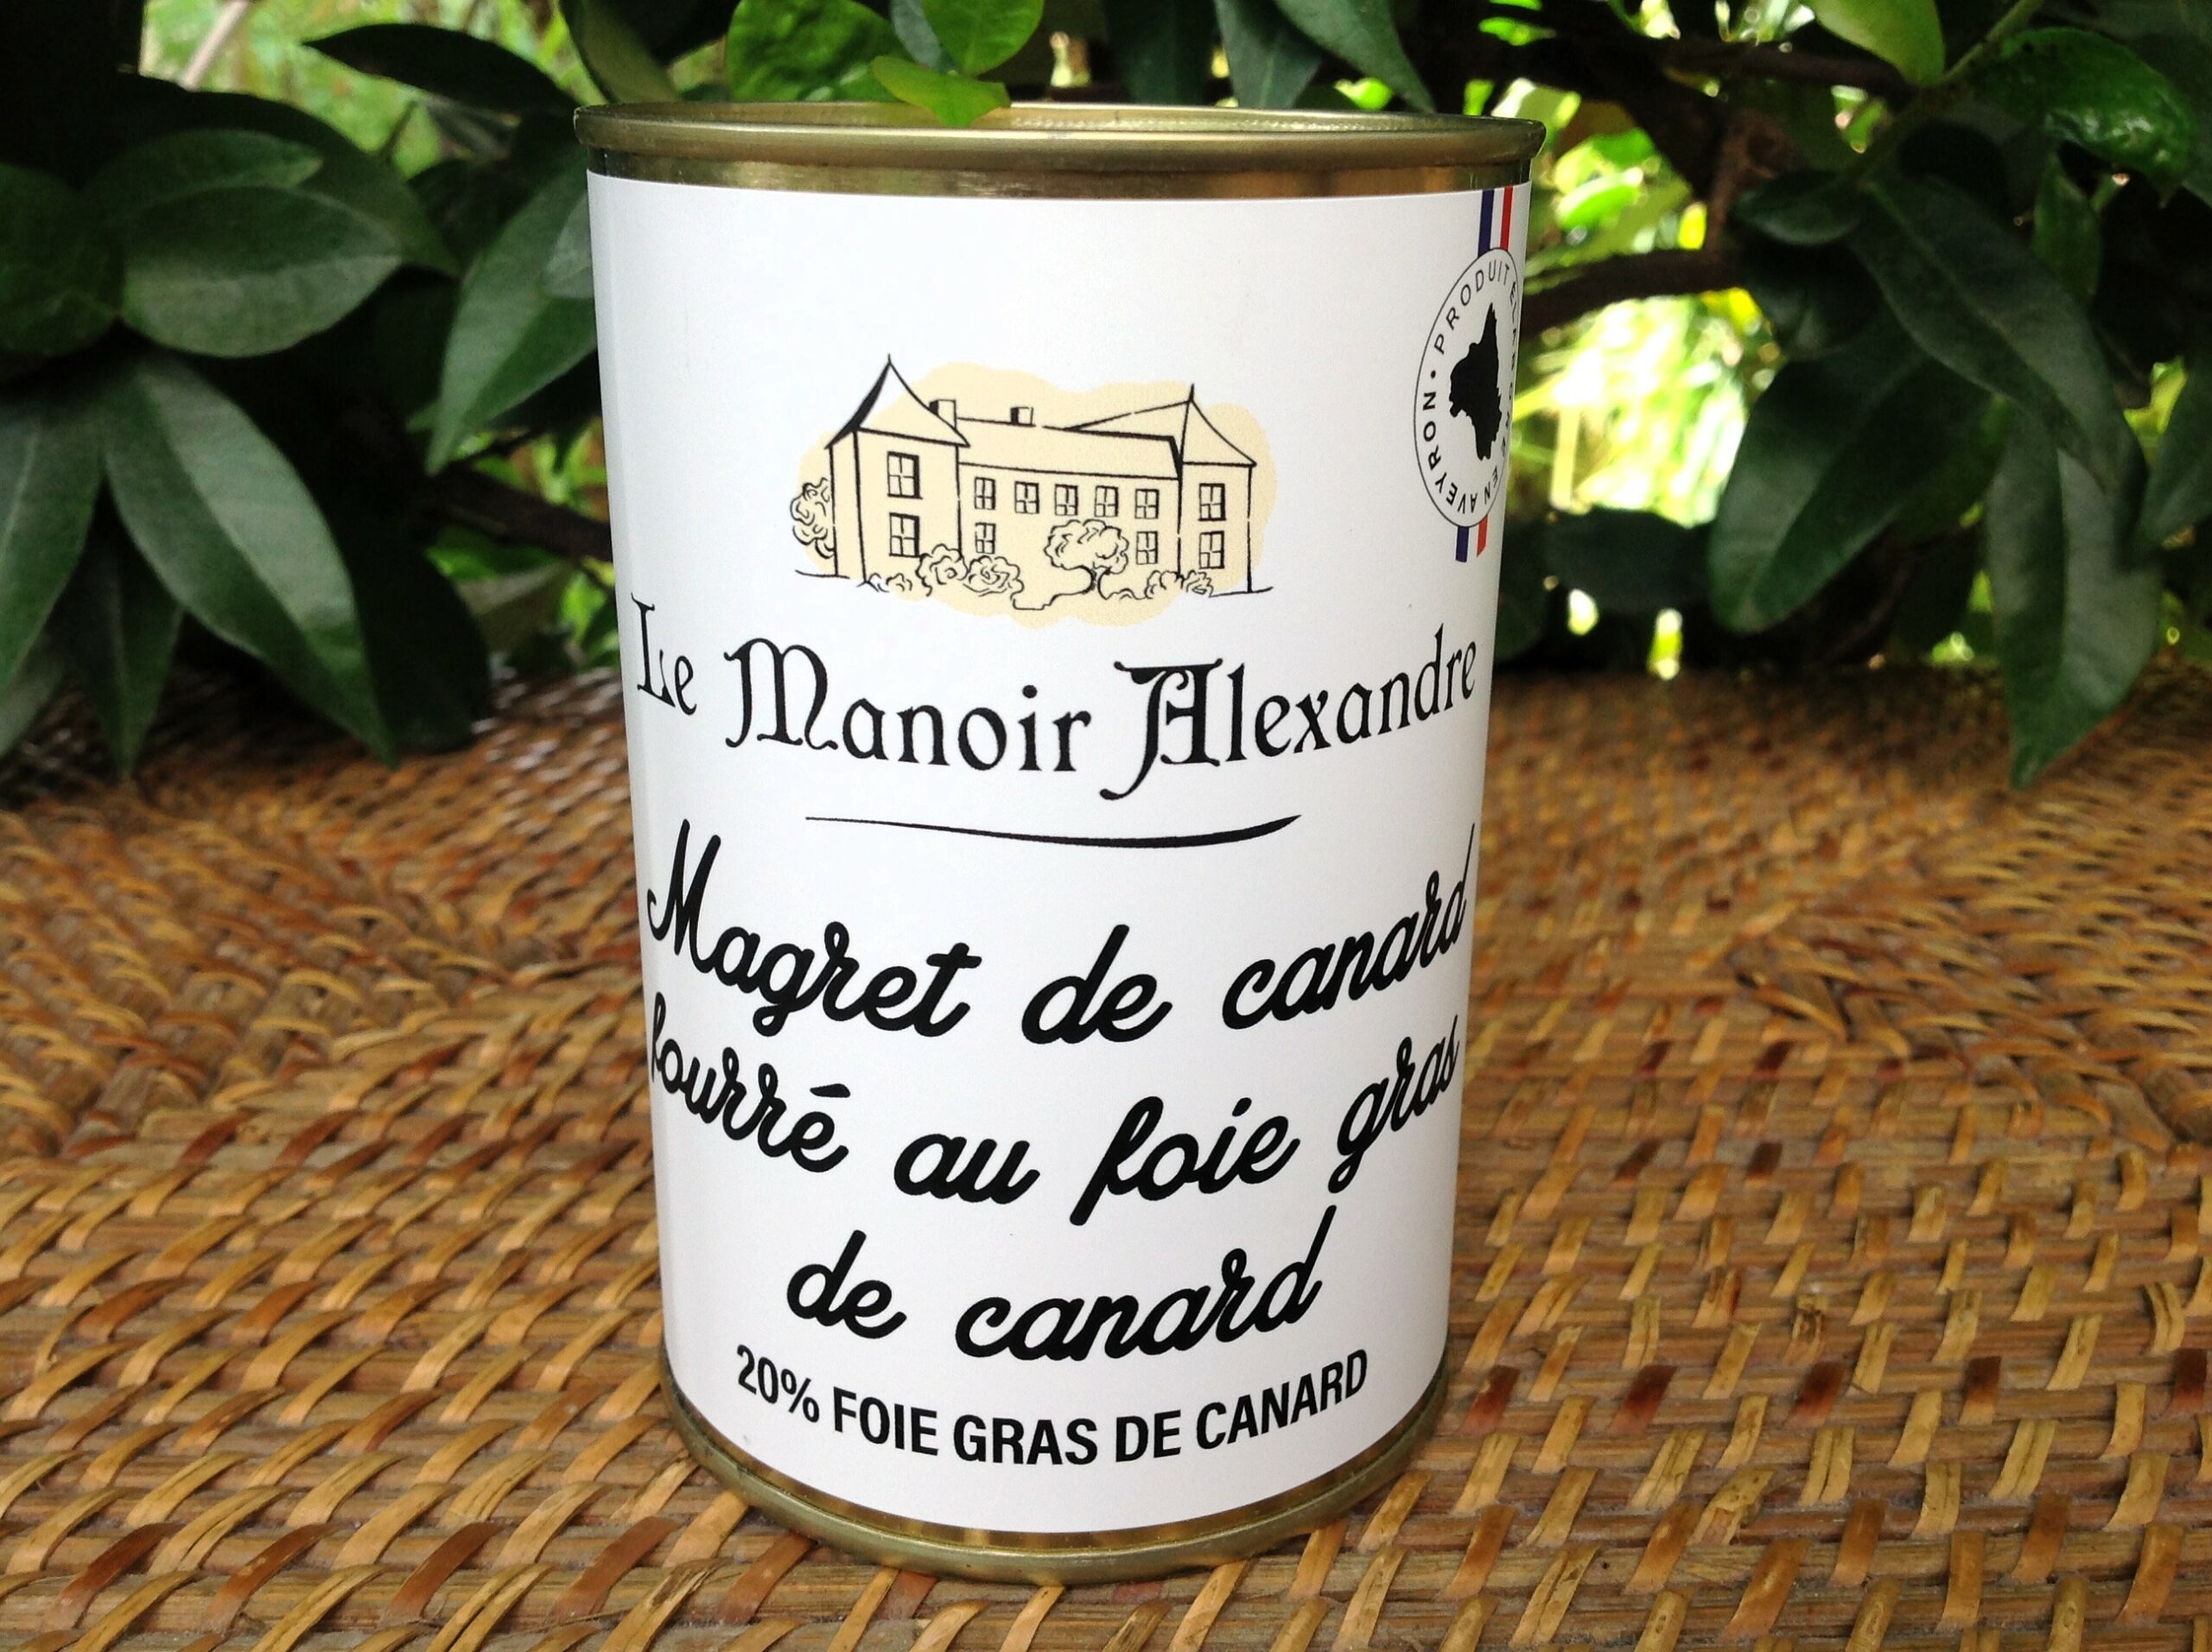 PRODUIT ÉLABORÉ EN AVEYRON •
Le Manoir Alexandre
Magret de canard
fourré au foie gras
de canard
20% FOIE GRAS DE CANARD